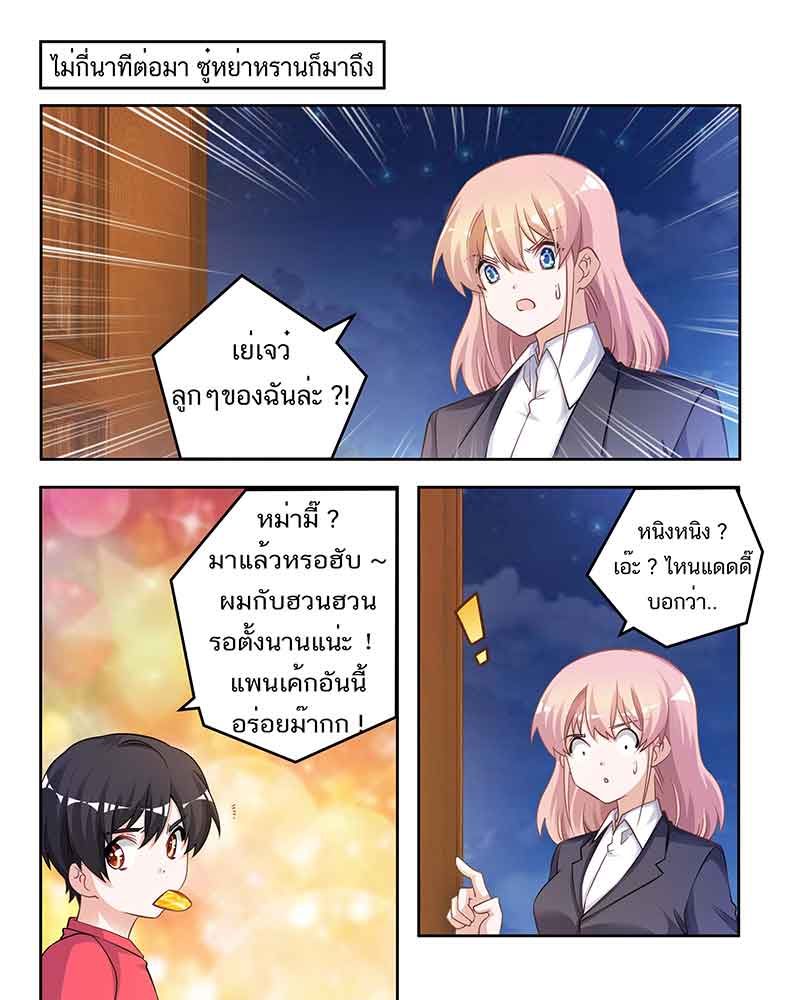 ไม่กี่นาทีต่อมา ซู๋หย่าหรานก็มาถึง
เย่เจว๋
ลูกๆของฉันล่ะ ?!
หม่ามี๊ ?
มาแล้วหรอฮับ ~
ผมกับฮวนฮวน
รอตั้งนานแน่ะ !
แพนเค้กอันนี้
อร่อยม๊ากก !
หนิงหนิง ?
เอ๊ะ ? ไหนแดดดี๊
บอกว่า..